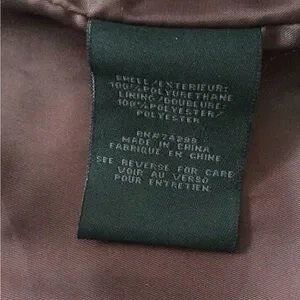 SHELL/EXTERIEUR:
100%POLYURETHANE
LINING/DOUBLURE:
100%POLYESTER/
POLYESTER
RN#74298
MADE IN CHINA
FABRIQUE EN CHINE
SEE REVERSE FOR CARE
VOIR AU VERSO
POUR ENTRETIEN.